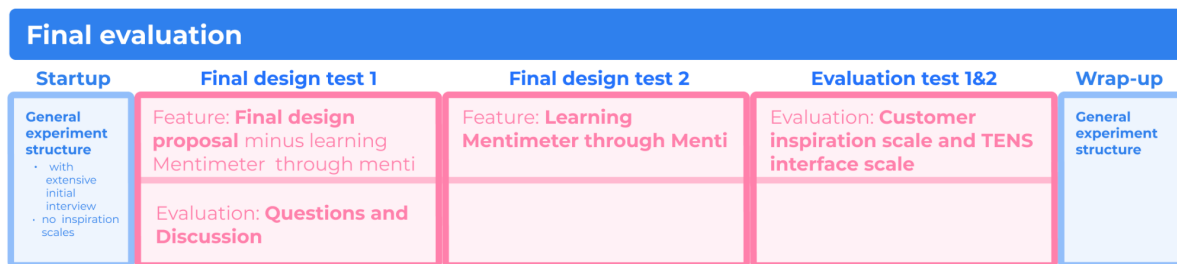 Final evaluation
Startup
Final design test 1
Final design test 2
Evaluation test 1&2
Wrap-up
General
experiment
structure
• with
extensive
initial
interview
• no inspiration
scales
Feature: Final design
proposal minus learning
Mentimeter through menti
Evaluation: Questions and
Discussion
Feature: Learning
Mentimeter through Menti
Evaluation: Customer
inspiration scale and TENS
interface scale
General
experiment
structure